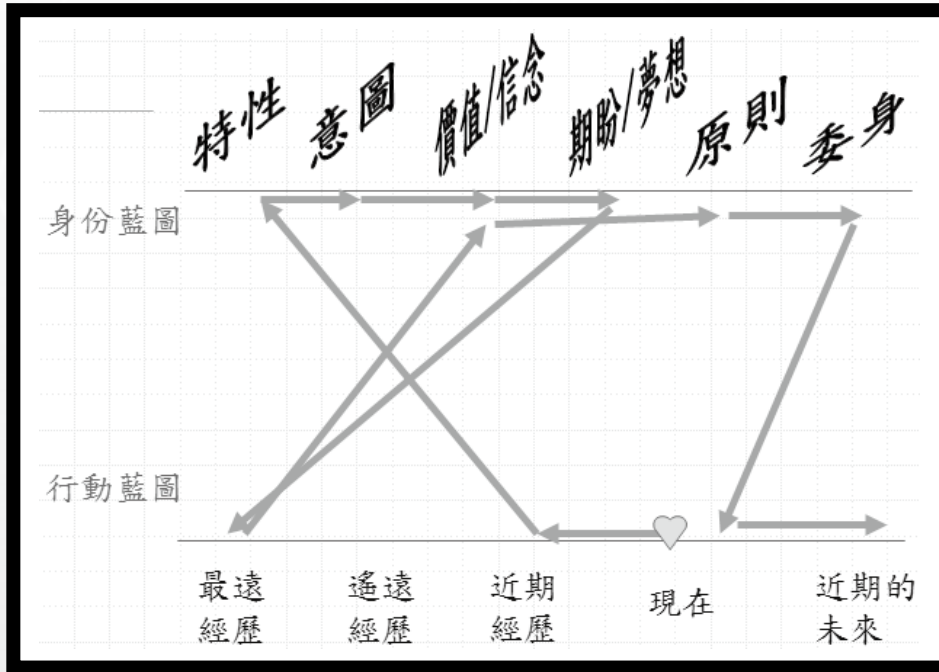 特性 意圖 價值/信念 期盼/夢想 原則 委身
身份藍圖
行動藍圖
最遠 遙遠 近期 現在 近期的
經歷 經歷 經歷 未來